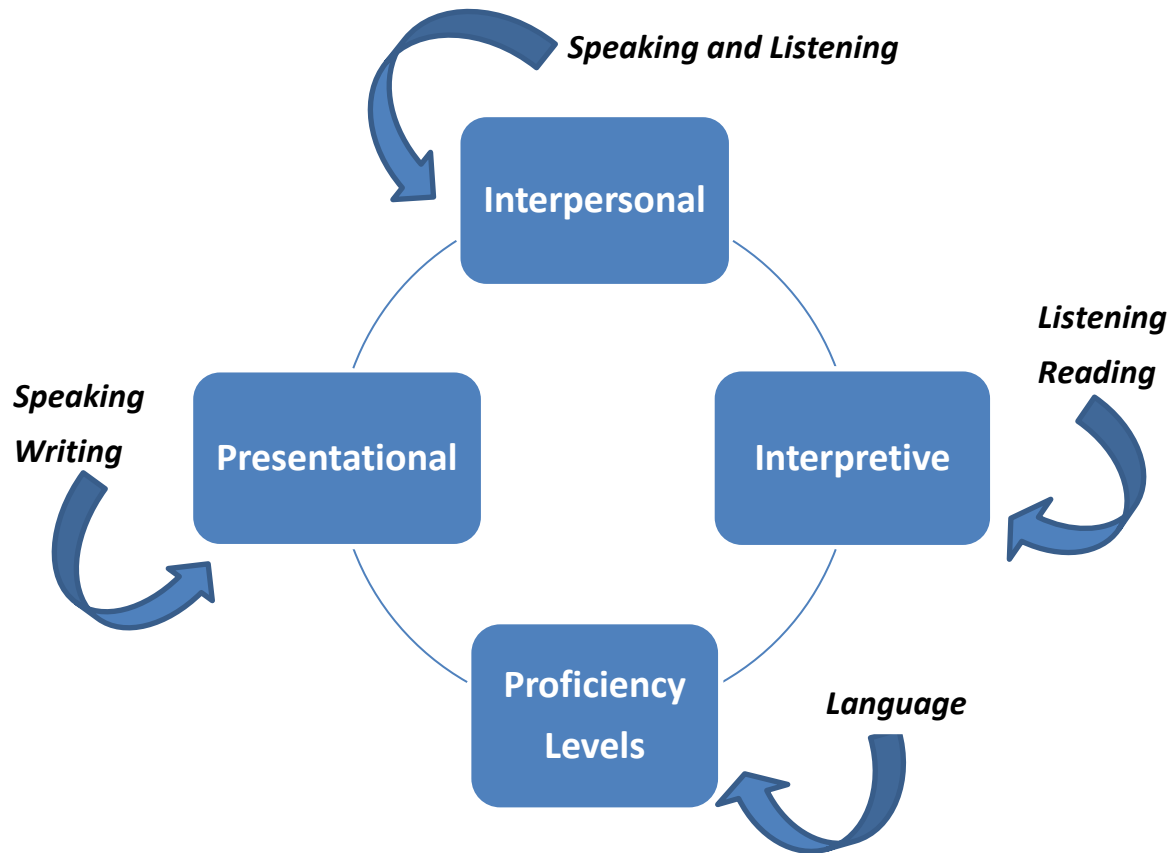 Speaking and Listening
Interpersonal
Listening
Reading
Speaking
Writing
Presentational
Interpretive
Proficiency
Levels
Language